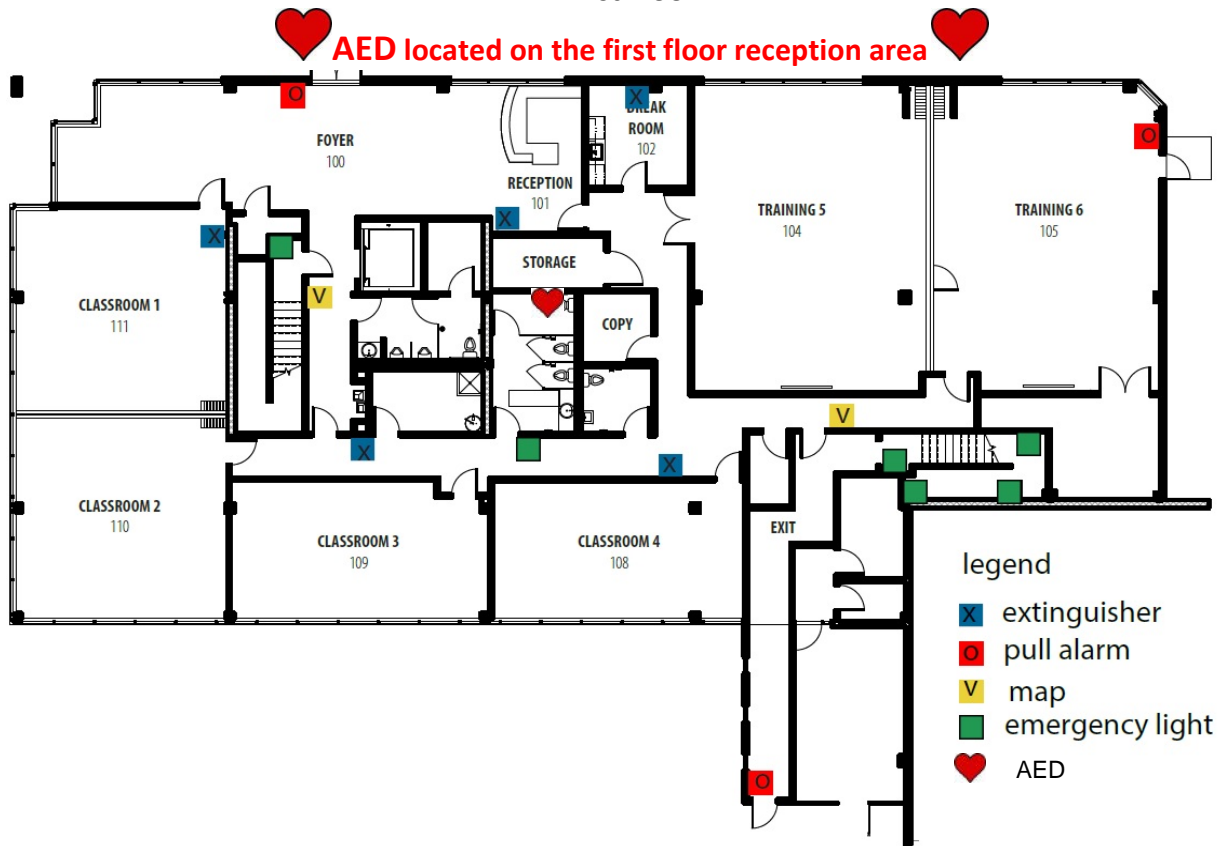 AED located on the first floor reception area
O
X
BREAK
ROOM
102
FOYER
100
O
RECEPTION
101
TRAINING 5
104
TRAINING 6
105
X
X
STORAGE
V
CLASSROOM 1
111
COPY
V
X
X
CLASSROOM 2
110
CLASSROOM 3
109
CLASSROOM 4
108
EXIT
legend
X extinguisher
O pull alarm
V map
emergency light
AED
O